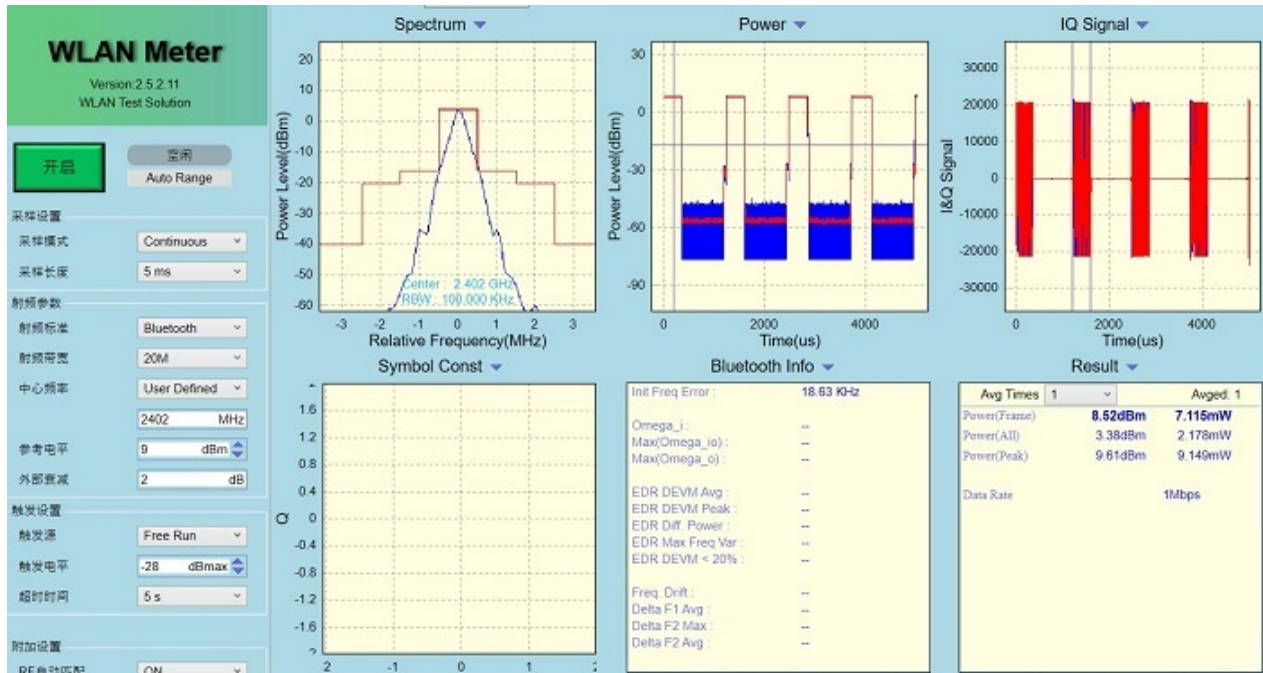 WLAN Meter
Version:2.5.2.11
WLAN Test Solution
开启
空闲
Auto Range
采样设置
采样模式 Continuous
采样长度 5 ms
射频参数
射频标准 Bluetooth
射频带宽 20M
中心频率 User Defined
2402 MHz
参考电平 9 dBm
外部衰减 2 dB
触发设置
触发源 Free Run
触发电平 -28 dBmax
超时时间 5 s
附加设置
RF自动匹配 ON
Spectrum
Power Level(dBm)
20
10
0
-10
-20
-30
-40
-50
-60
Center : 2.402 GHz
RBW : 100.000 KHz
-3 -2 -1 0 1 2 3
Relative Frequency(MHz)
Power
Power Level(dBm)
30
0
-30
-60
-90
0 2000 4000
Time(us)
IQ Signal
I&Q Signal
30000
20000
10000
0
-10000
-20000
-30000
0 2000 4000
Time(us)
Symbol Const
Q
1.6
1.2
0.8
0.4
0
-0.4
-0.8
-1.2
-1.6
2 -1 0 1 2
Bluetooth Info
Init Freq Error : 18.63 KHz
Omega_i : --
Max(Omega_io) : --
Max(Omega_o) : --
EDR DEVM Avg : --
EDR DEVM Peak : --
EDR Diff. Power : --
EDR Max Freq Var : --
EDR DEVM < 20% : --
Freq. Drift : --
Delta F1 Avg : --
Delta F2 Max : --
Delta F2 Avg : --
Result
Avg Times 1 Avged: 1
Power(Frame) 8.52dBm 7.115mW
Power(All) 3.38dBm 2.178mW
Power(Peak) 9.61dBm 9.149mW
Data Rate 1Mbps